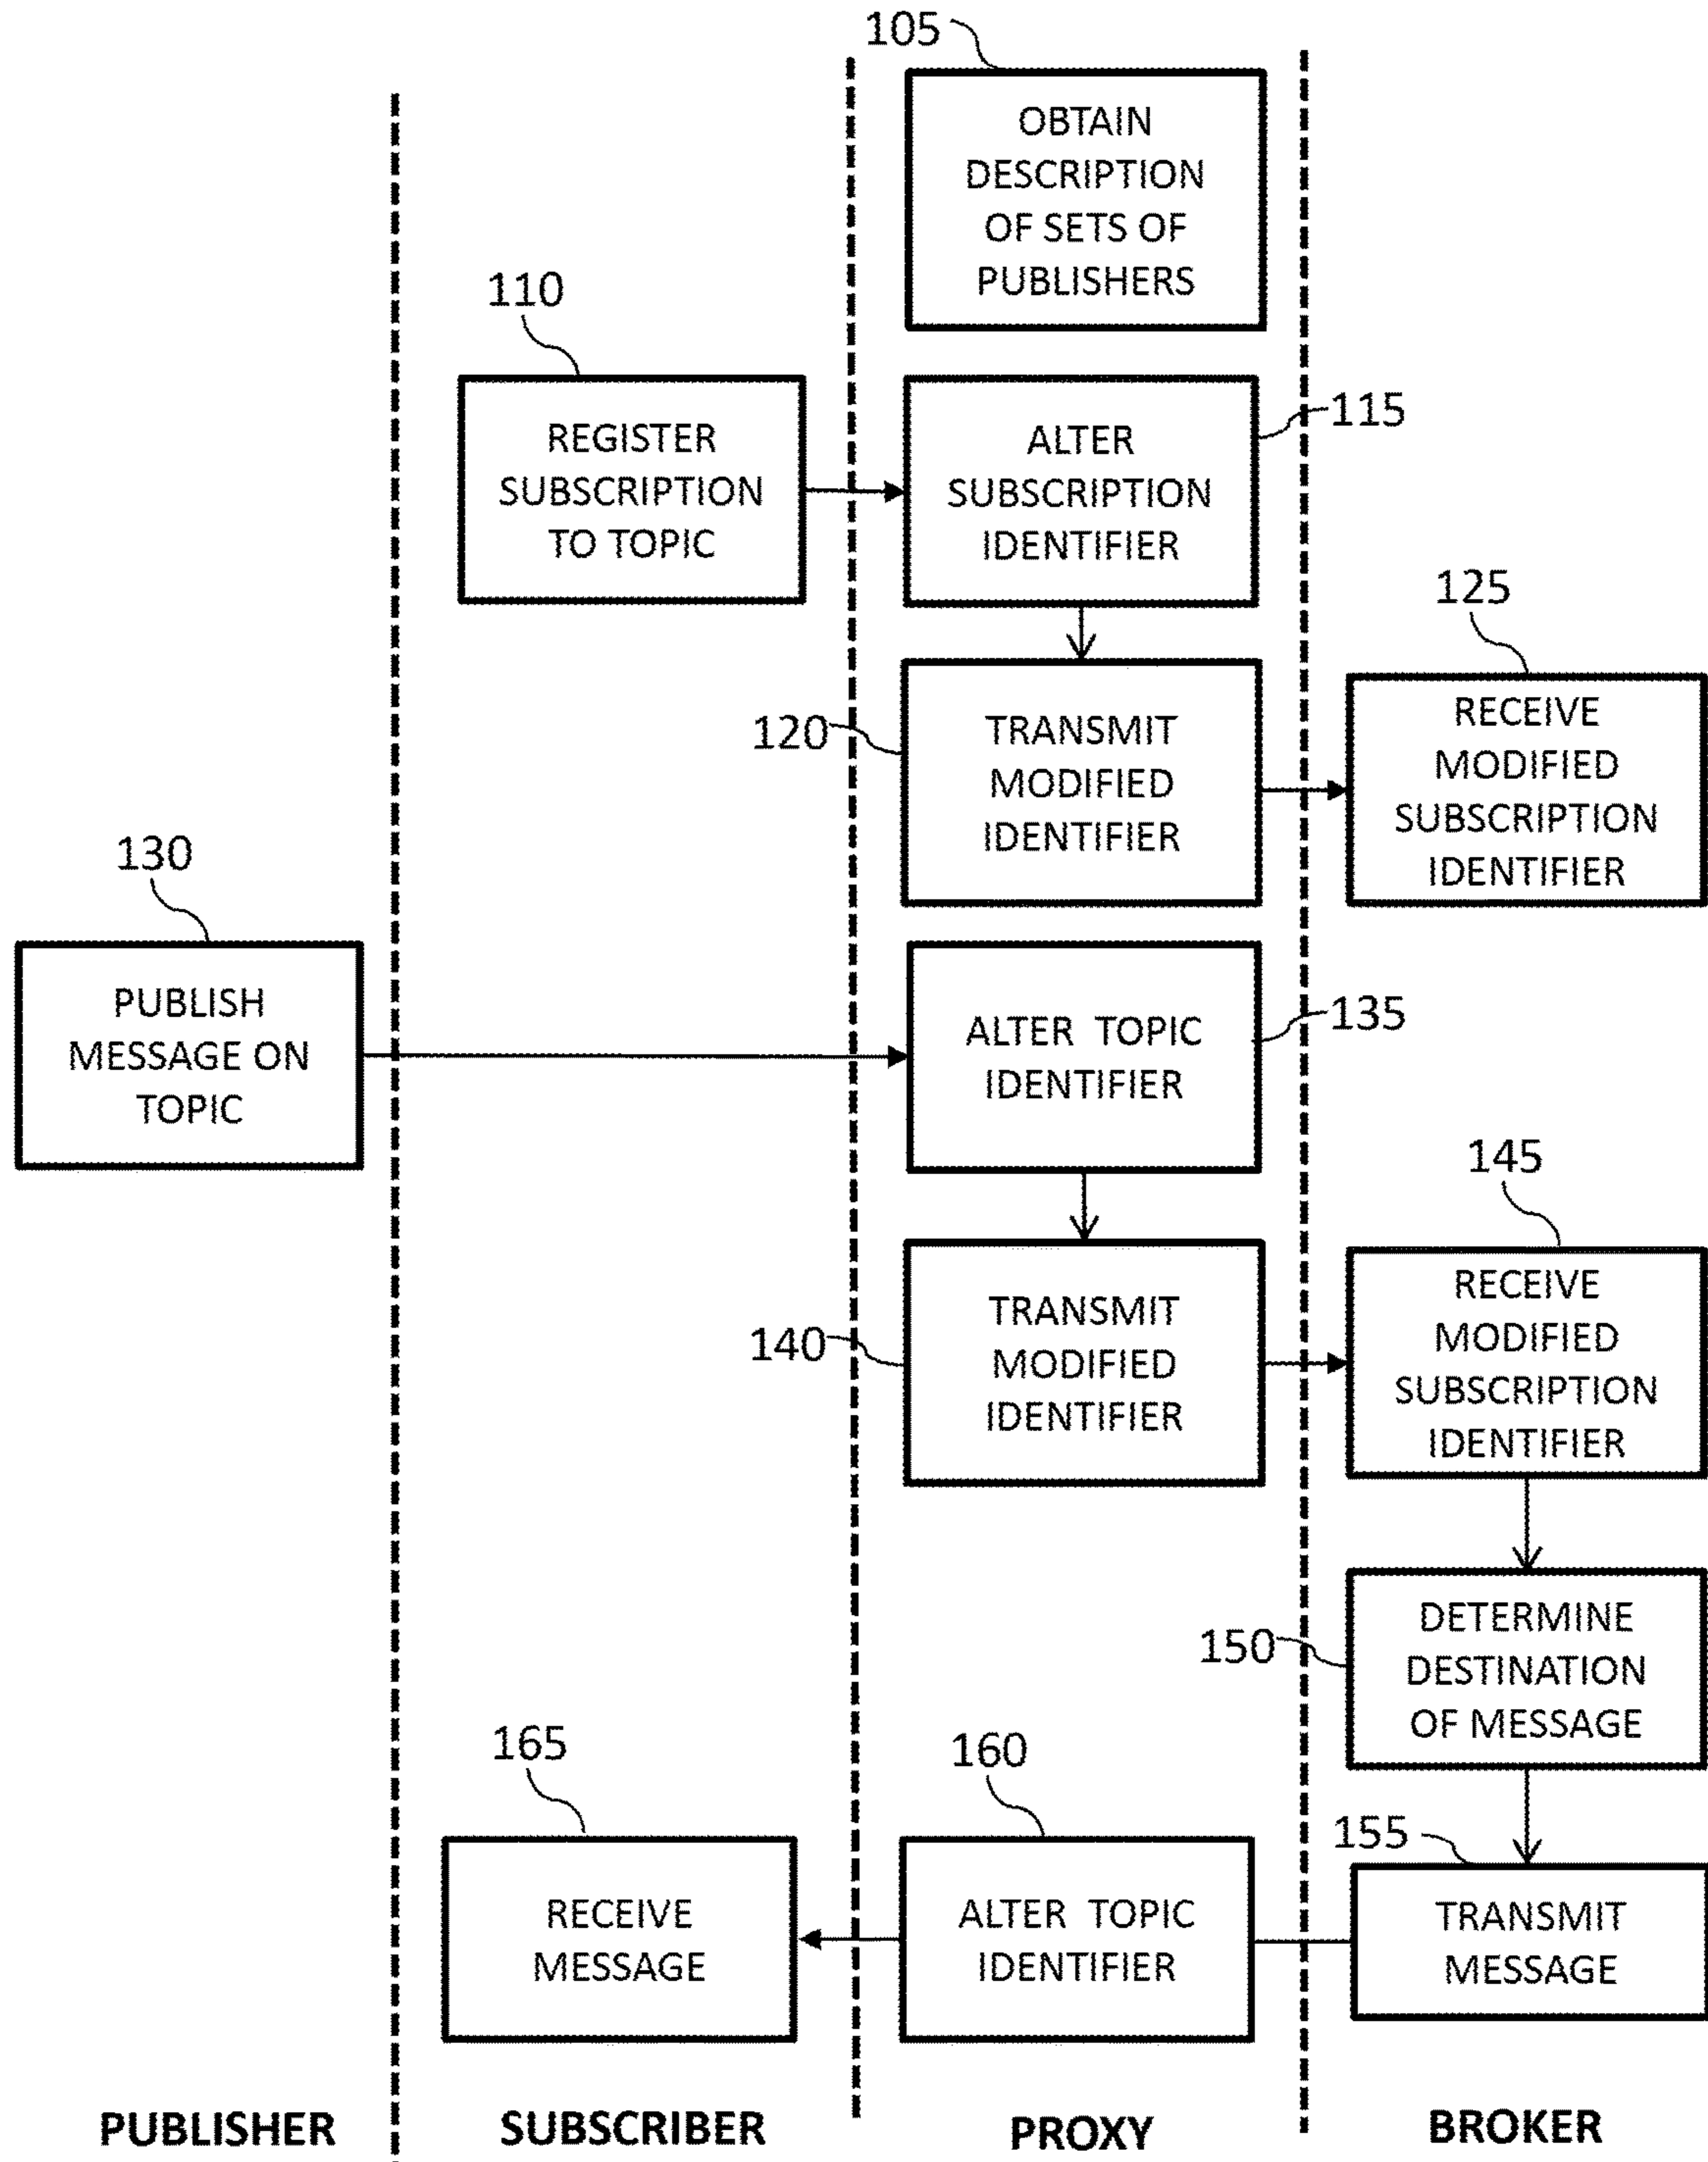 105
OBTAIN
DESCRIPTION
OF SETS OF
PUBLISHERS
110
REGISTER
SUBSCRIPTION
TO TOPIC
115
ALTER
SUBSCRIPTION
IDENTIFIER
120
TRANSMIT
MODIFIED
IDENTIFIER
125
RECEIVE
MODIFIED
SUBSCRIPTION
IDENTIFIER
130
PUBLISH
MESSAGE ON
TOPIC
135
ALTER TOPIC
IDENTIFIER
140
TRANSMIT
MODIFIED
IDENTIFIER
145
RECEIVE
MODIFIED
SUBSCRIPTION
IDENTIFIER
150
DETERMINE
DESTINATION
OF MESSAGE
155
TRANSMIT
MESSAGE
160
ALTER TOPIC
IDENTIFIER
165
RECEIVE
MESSAGE
PUBLISHER
SUBSCRIBER
PROXY
BROKER